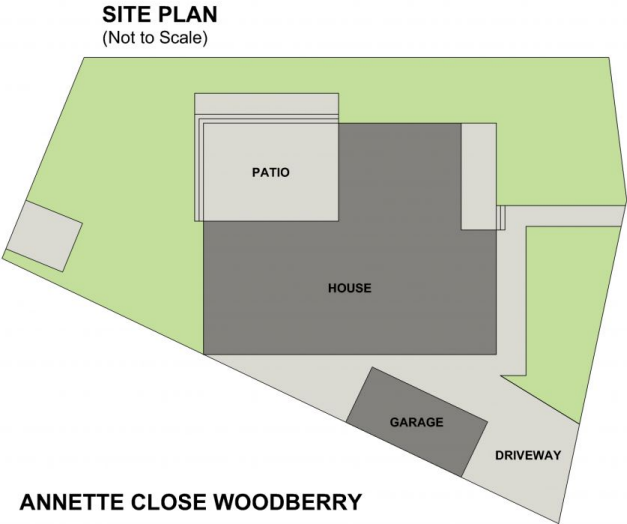 SITE PLAN
(Not to Scale)
PATIO
HOUSE
GARAGE
DRIVEWAY
ANNETTE CLOSE WOODBERRY